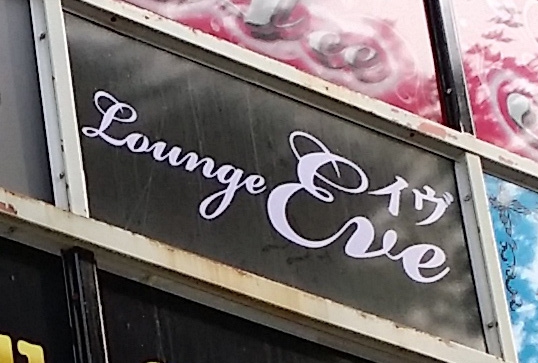 Lounge Eve
イヴ